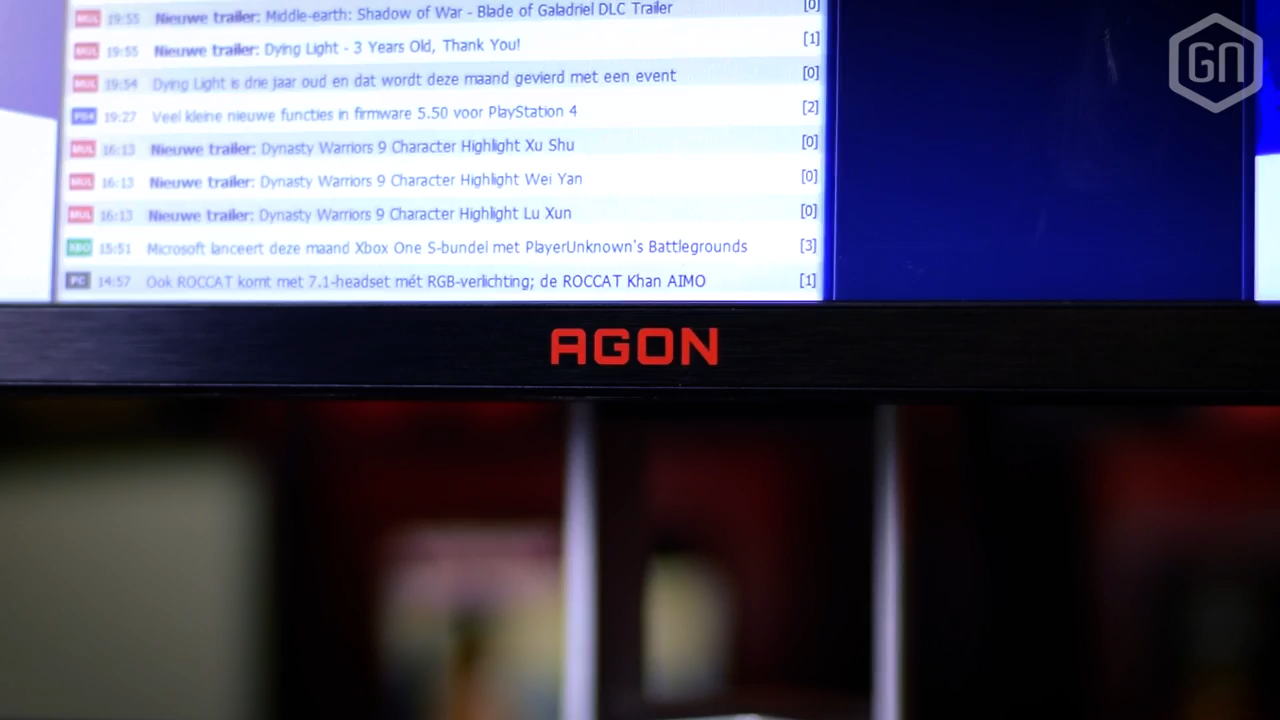 MUL 19:55 Nieuwe trailer: Middle-earth: Shadow of War - Blade of Galadriel DLC Trailer [0]
MUL 19:55 Nieuwe trailer: Dying Light - 3 Years Old, Thank You! [1]
MUL 19:54 Dying Light is drie jaar oud en dat wordt deze maand gevierd met een event [0]
PS4 19:27 Veel kleine nieuwe functies in firmware 5.50 voor PlayStation 4 [2]
MUL 16:13 Nieuwe trailer: Dynasty Warriors 9 Character Highlight Xu Shu [0]
MUL 16:13 Nieuwe trailer: Dynasty Warriors 9 Character Highlight Wei Yan [0]
MUL 16:13 Nieuwe trailer: Dynasty Warriors 9 Character Highlight Lu Xun [0]
XBO 15:51 Microsoft lanceert deze maand Xbox One S-bundel met PlayerUnknown's Battlegrounds [3]
PC 14:57 Ook ROCCAT komt met 7.1-headset mét RGB-verlichting; de ROCCAT Khan AIMO [1]
AGON
GN